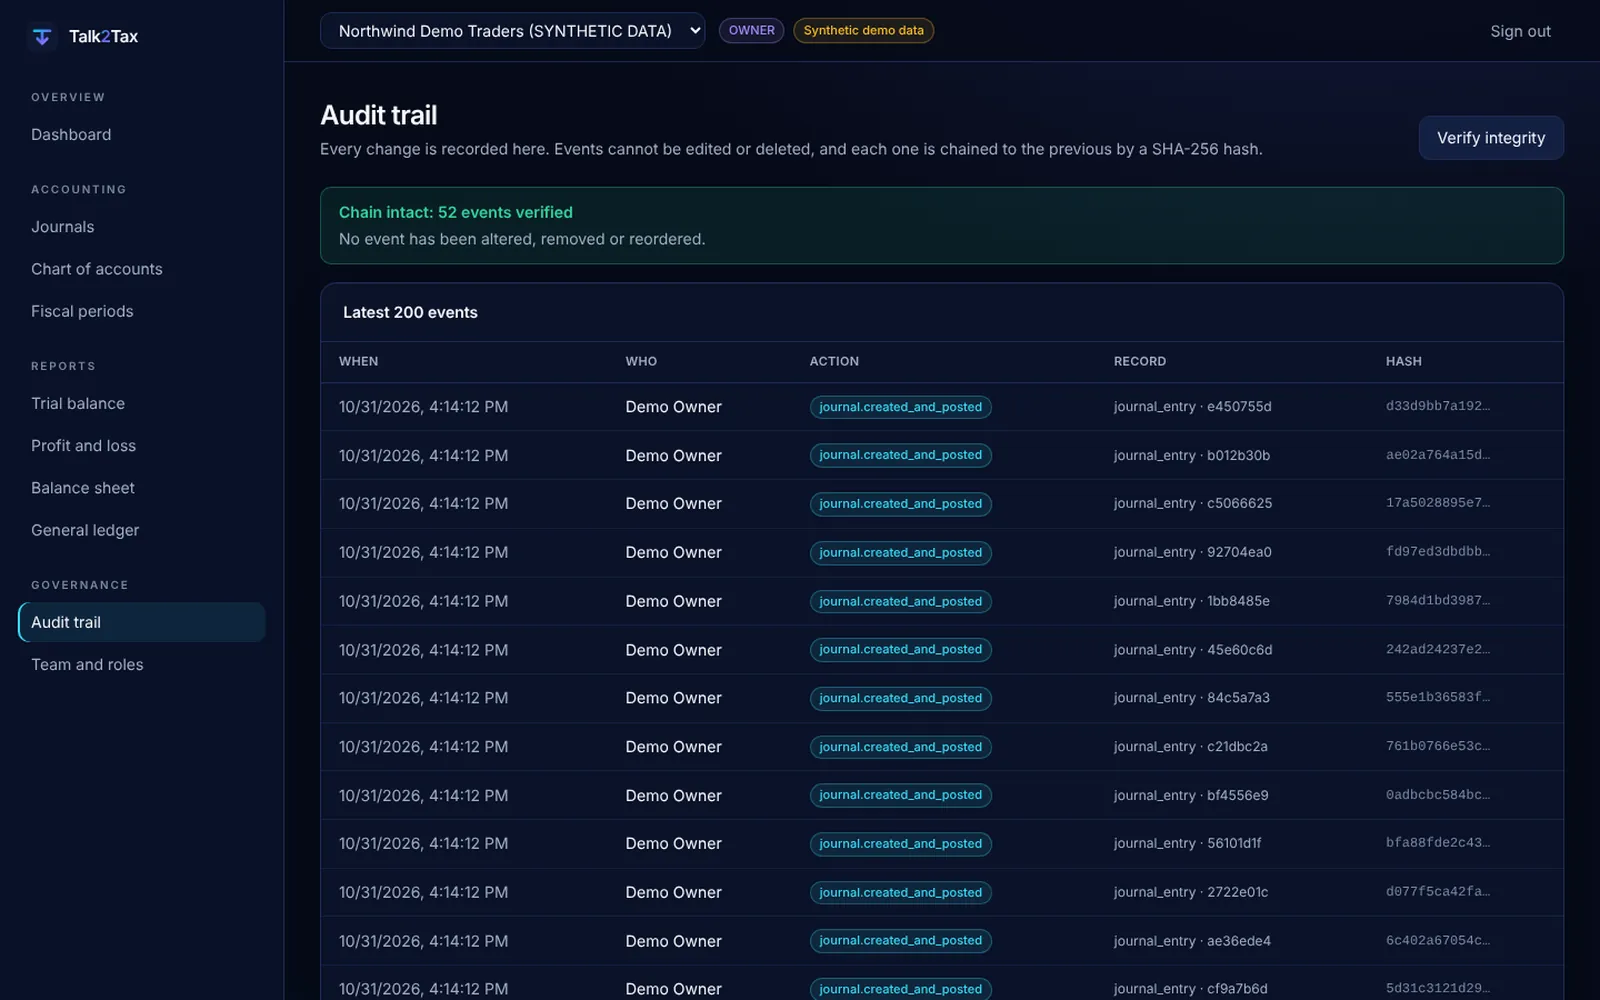 Talk2Tax
Northwind Demo Traders (SYNTHETIC DATA)
OWNER
Synthetic demo data
Sign out
OVERVIEW
Dashboard
ACCOUNTING
Journals
Chart of accounts
Fiscal periods
REPORTS
Trial balance
Profit and loss
Balance sheet
General ledger
GOVERNANCE
Audit trail
Team and roles
Audit trail
Every change is recorded here. Events cannot be edited or deleted, and each one is chained to the previous by a SHA-256 hash.
Verify integrity
Chain intact: 52 events verified
No event has been altered, removed or reordered.
Latest 200 events
WHEN WHO ACTION RECORD HASH
10/31/2026, 4:14:12 PM Demo Owner journal.created_and_posted journal_entry · e450755d d33d9bb7a192…
10/31/2026, 4:14:12 PM Demo Owner journal.created_and_posted journal_entry · b012b30b ae02a764a15d…
10/31/2026, 4:14:12 PM Demo Owner journal.created_and_posted journal_entry · c5066625 17a5028895e7…
10/31/2026, 4:14:12 PM Demo Owner journal.created_and_posted journal_entry · 92704ea0 fd97ed3dbdbb…
10/31/2026, 4:14:12 PM Demo Owner journal.created_and_posted journal_entry · 1bb8485e 7984d1bd3987…
10/31/2026, 4:14:12 PM Demo Owner journal.created_and_posted journal_entry · 45e60c6d 242ad24237e2…
10/31/2026, 4:14:12 PM Demo Owner journal.created_and_posted journal_entry · 84c5a7a3 555e1b36583f…
10/31/2026, 4:14:12 PM Demo Owner journal.created_and_posted journal_entry · c21dbc2a 761b0766e53c…
10/31/2026, 4:14:12 PM Demo Owner journal.created_and_posted journal_entry · bf4556e9 0adbcbc584bc…
10/31/2026, 4:14:12 PM Demo Owner journal.created_and_posted journal_entry · 56101d1f bfa88fde2c43…
10/31/2026, 4:14:12 PM Demo Owner journal.created_and_posted journal_entry · 2722e01c d077f5ca42fa…
10/31/2026, 4:14:12 PM Demo Owner journal.created_and_posted journal_entry · ae36ede4 6c402a67054c…
10/31/2026, 4:14:12 PM Demo Owner journal.created_and_posted journal_entry · cf9a7b6d 5d31c3121d29…